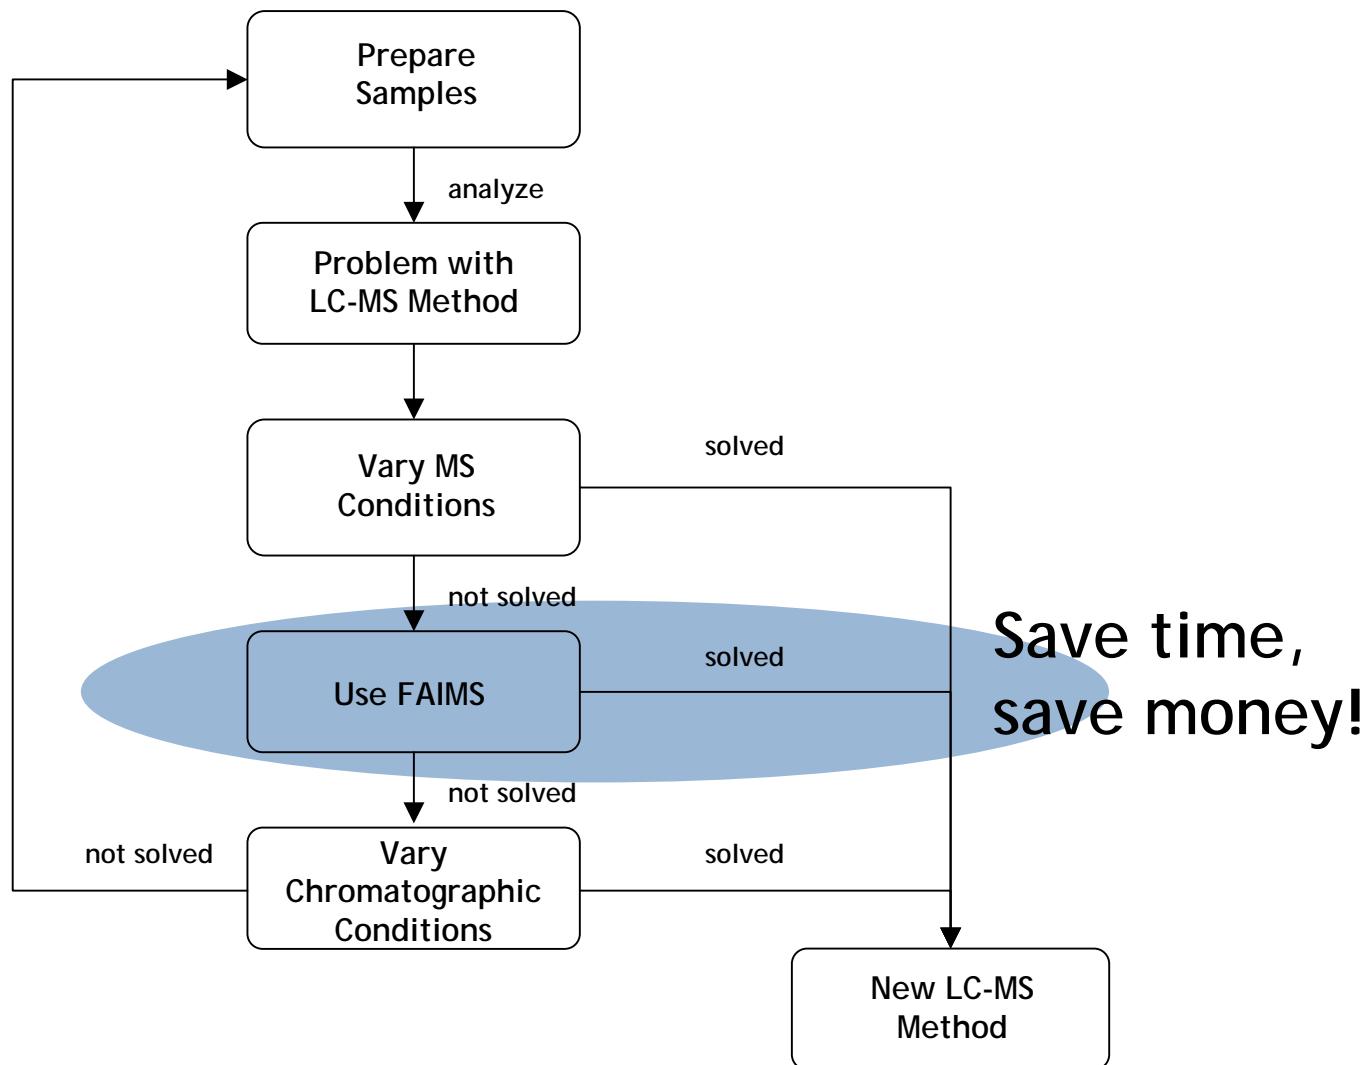 Prepare
Samples
analyze
Problem with
LC-MS Method
Vary MS
Conditions
solved
not solved
Use FAIMS
solved
Save time,
save money!
not solved
not solved
Vary
Chromatographic
Conditions
solved
New LC-MS
Method